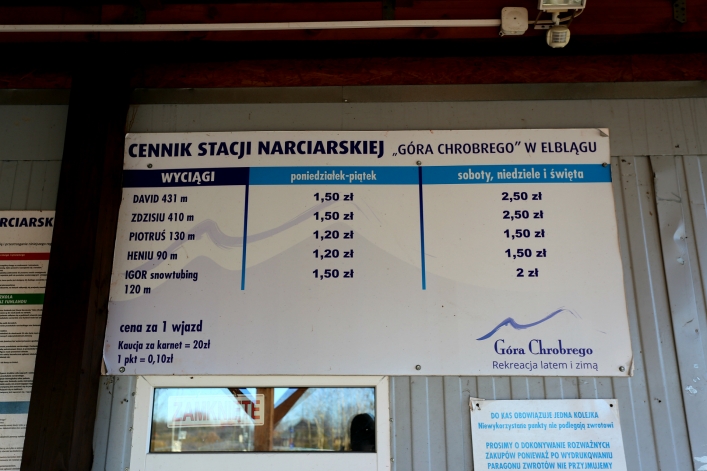 CENNIK STACJI NARCIARSKIEJ „GÓRA CHROBREGO” W ELBLĄGU
WYCIĄGI poniedziałek-piątek soboty, niedziele i święta
DAVID 431 m 1,50 zł 2,50 zł
ZDZISIU 410 m 1,50 zł 2,50 zł
PIOTRUŚ 130 m 1,20 zł 1,50 zł
HENIU 90 m 1,20 zł 1,50 zł
IGOR snowtubing 1,50 zł 2 zł
120 m
cena za 1 wjazd
Kaucja za karnet = 20zł
1 pkt = 0,10zł
Góra Chrobrego
Rekreacja latem i zimą
ZAMKNIĘTE
DO KAS OBOWIĄZUJE JEDNA KOLEJKA
Niewykorzystane punkty nie podlegają zwrotowi
PROSIMY O DOKONYWANIE ROZWAŻNYCH
ZAKUPÓW PONIEWAŻ PO WYDRUKOWANIU
PARAGONU ZWROTÓW NIE PRZYJMUJEMY